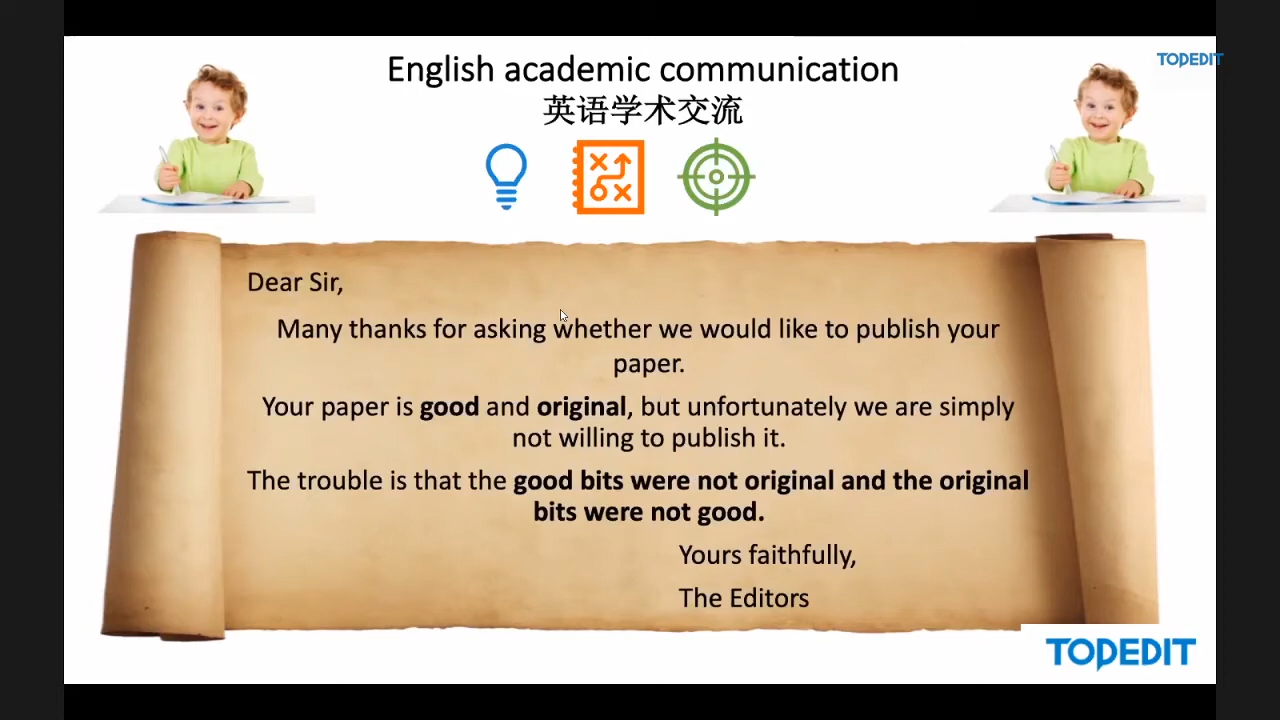 English academic communication
TOPEDIT
英语学术交流
Dear Sir,
Many thanks for asking whether we would like to publish your
paper.
Your paper is good and original, but unfortunately we are simply
not willing to publish it.
The trouble is that the good bits were not original and the original
bits were not good.
Yours faithfully,
The Editors
TOPEDIT